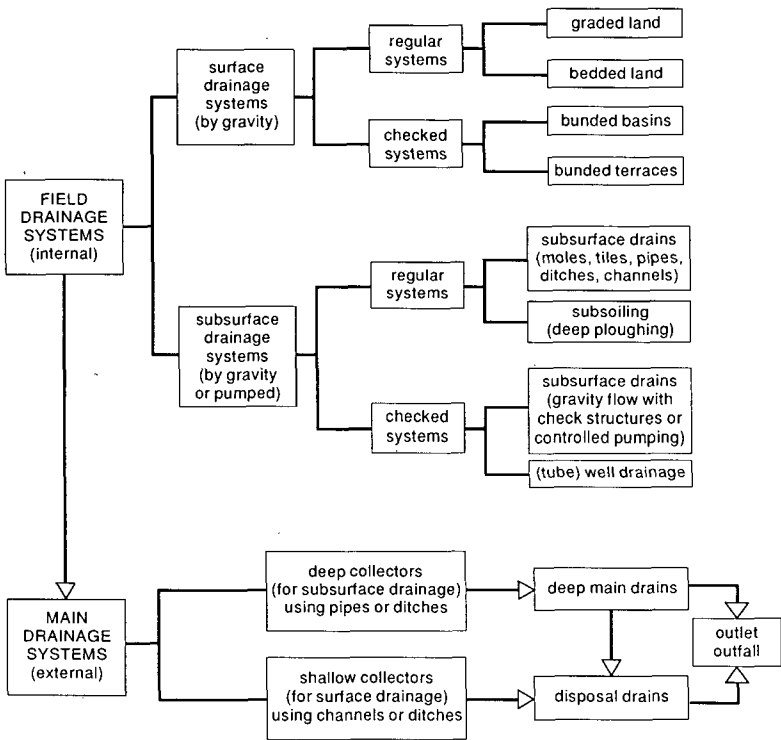 FIELD
DRAINAGE
SYSTEMS
(internal)
surface
drainage
systems
(by gravity)
regular
systems
graded land
bedded land
checked
systems
bunded basins
bunded terraces
subsurface
drainage
systems
(by gravity
or pumped)
regular
systems
subsurface drains
(moles, tiles, pipes,
ditches, channels)
subsoiling
(deep ploughing)
checked
systems
subsurface drains
(gravity flow with
check structures or
controlled pumping)
(tube) well drainage
MAIN
DRAINAGE
SYSTEMS
(external)
deep collectors
(for subsurface drainage)
using pipes or ditches
deep main drains
shallow collectors
(for surface drainage)
using channels or ditches
disposal drains
outlet
outfall